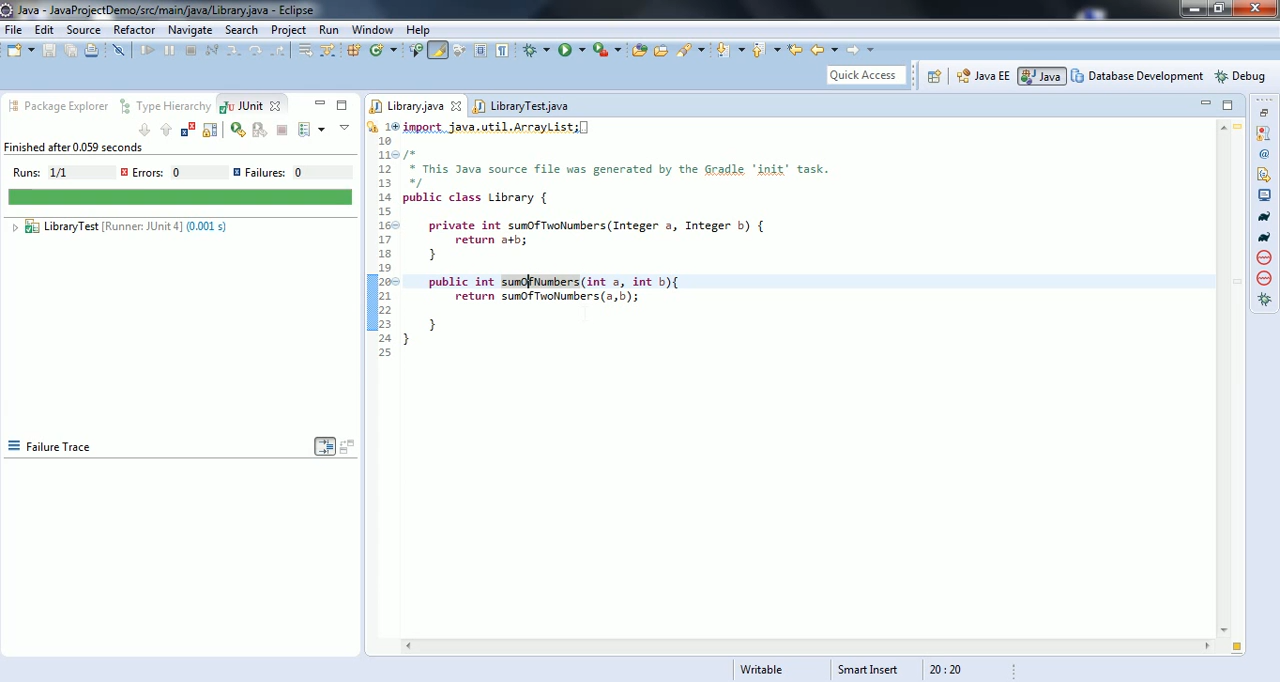 Java - JavaProjectDemo/src/main/java/Library.java - Eclipse
File Edit Source Refactor Navigate Search Project Run Window Help
Quick Access Java EE Java Database Development Debug
Package Explorer Type Hierarchy JUnit
Library.java LibraryTest.java
Finished after 0.059 seconds
Runs: 1/1 Errors: 0 Failures: 0
LibraryTest [Runner: JUnit 4] (0.001 s)
Failure Trace
1 import java.util.ArrayList;
10
11 /*
12 * This Java source file was generated by the Gradle 'init' task.
13 */
14 public class Library {
15
16 private int sumOfTwoNumbers(Integer a, Integer b) {
17 return a+b;
18 }
19
20 public int sumOfNumbers(int a, int b){
21 return sumOfTwoNumbers(a,b);
22
23 }
24 }
25
Writable Smart Insert 20 : 20